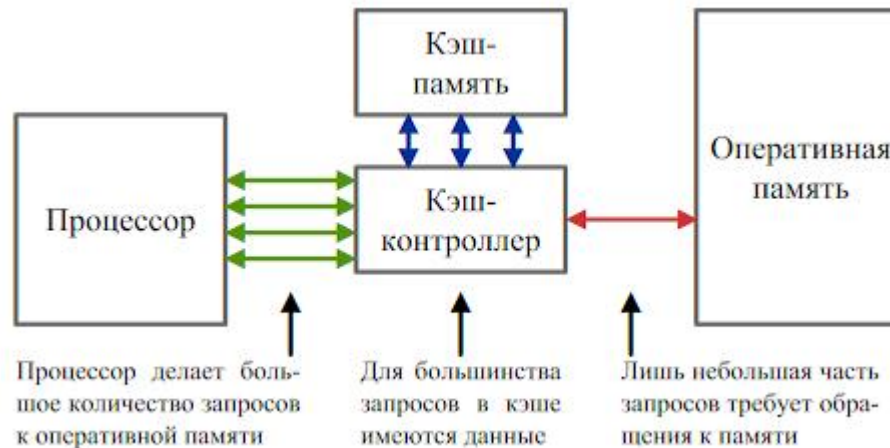 Кэш-
память
Процессор
Кэш-
контроллер
Оперативная
память
Процессор делает боль-
шое количество запросов
к оперативной памяти
Для большинства
запросов в кэше
имеются данные
Лишь небольшая часть
запросов требует обра-
щения к памяти